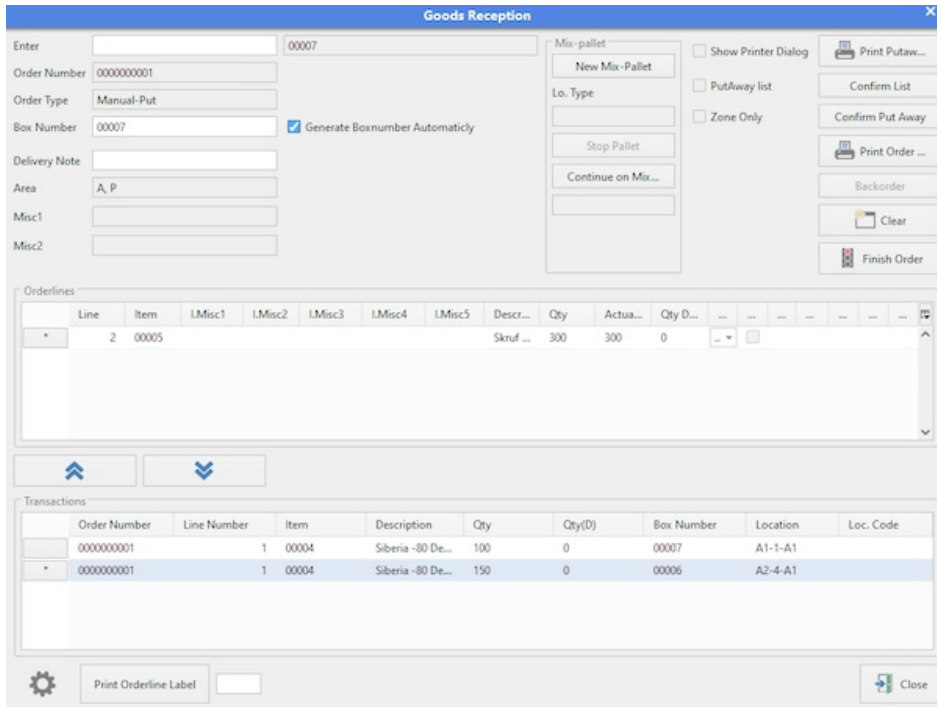 Goods Reception
Enter 00007
Order Number 0000000001
Order Type Manual-Put
Box Number 00007 Generate Boxnumber Automaticly
Delivery Note
Area A, P
Misc1
Misc2
Mix-pallet
New Mix-Pallet
Lo. Type
Stop Pallet
Continue on Mix...
Show Printer Dialog
PutAway list
Zone Only
Print Putaw...
Confirm List
Confirm Put Away
Print Order ...
Backorder
Clear
Finish Order
Orderlines
Line Item I.Misc1 I.Misc2 I.Misc3 I.Misc4 I.Misc5 Descr... Qty Actua... Qty D... ... ... ... ... ... ... ...
* 2 00005 Skruf ... 300 300 0 ...
Transactions
Order Number Line Number Item Description Qty Qty(D) Box Number Location Loc. Code
0000000001 1 00004 Siberia -80 De... 100 0 00007 A1-1-A1
* 0000000001 1 00004 Siberia -80 De... 150 0 00006 A2-4-A1
Print Orderline Label
Close